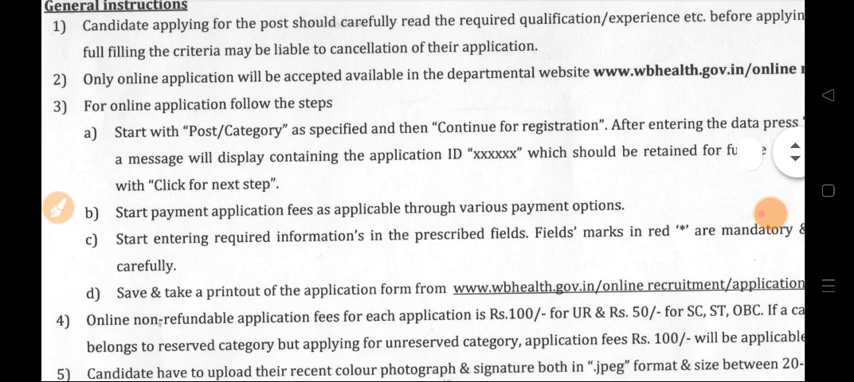 General instructions
1) Candidate applying for the post should carefully read the required qualification/experience etc. before
full filling the criteria may be liable to cancellation of their application.
2) Only online application will be accepted available in the departmental website www.wbhealth.gov.in/online
3) For online application follow the steps
a) Start with "Post/Category" as specified and then "Continue for registration". After entering the data press
a message will display containing the application ID "xxxxxx" which should be retained for
with "Click for next step".
b) Start payment application fees as applicable through various payment options.
c) Start entering required information's in the prescribed fields. Fields' marks in red '*' are mandatory &
carefully.
d) Save & take a printout of the application form from www.wbhealth.gov.in/online recruitment/application
4) Online non-refundable application fees for each application is Rs.100/- for UR & Rs. 50/- for SC, ST, OBC. If a
belongs to reserved category but applying for unreserved category, application fees Rs. 100/- will be applicable
5) Candidate have to upload their recent colour photograph & signature both in ".jpeg" format & size between 20-